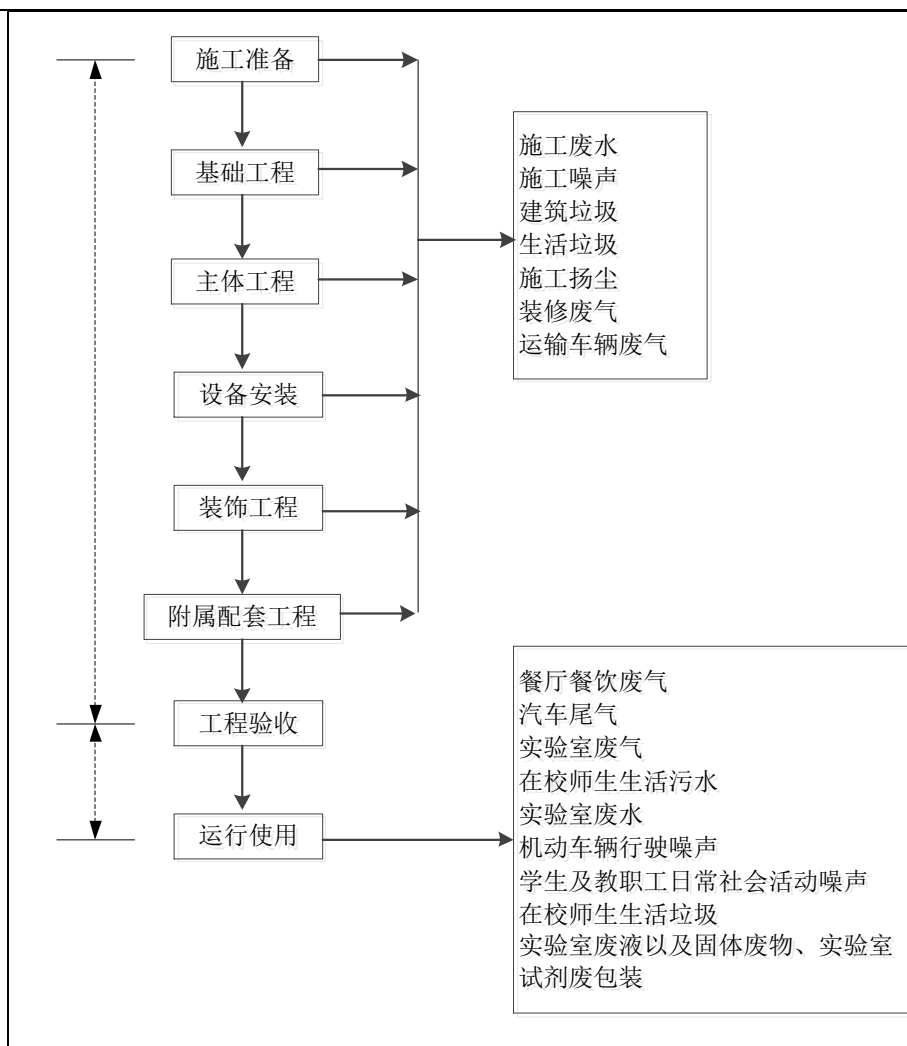 施工准备
基础工程
主体工程
设备安装
装饰工程
附属配套工程
工程验收
运行使用
施工废水
施工噪声
建筑垃圾
生活垃圾
施工扬尘
装修废气
运输车辆废气
餐厅餐饮废气
汽车尾气
实验室废气
在校师生生活污水
实验室废水
机动车辆行驶噪声
学生及教职工日常社会活动噪声
在校师生生活垃圾
实验室废液以及固体废物、实验室
试剂废包装